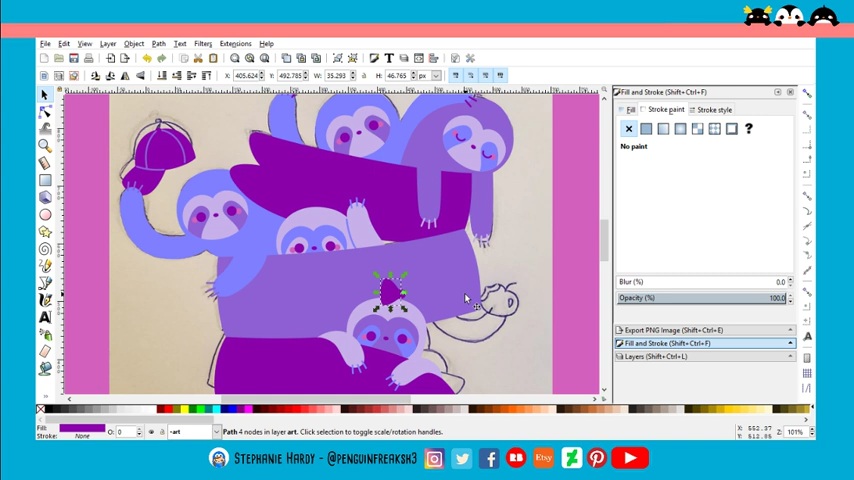 File Edit View Layer Object Path Text Filters Extensions Help
X: 405.624 Y: 492.785 W: 35.293 H: 46.765 px
Fill and Stroke (Shift+Ctrl+F)
Fill Stroke paint Stroke style
No paint
Blur (%) 0.0
Opacity (%) 100.0
Export PNG Image (Shift+Ctrl+E)
Fill and Stroke (Shift+Ctrl+F)
Layers (Shift+Ctrl+L)
Fill: O: 0 -art Path 4 nodes in layer art. Click selection to toggle scale/rotation handles. X: 552.37 Z: 101%
Stroke: None Y: 512.85
Stephanie Hardy - @penguinfreaksh3